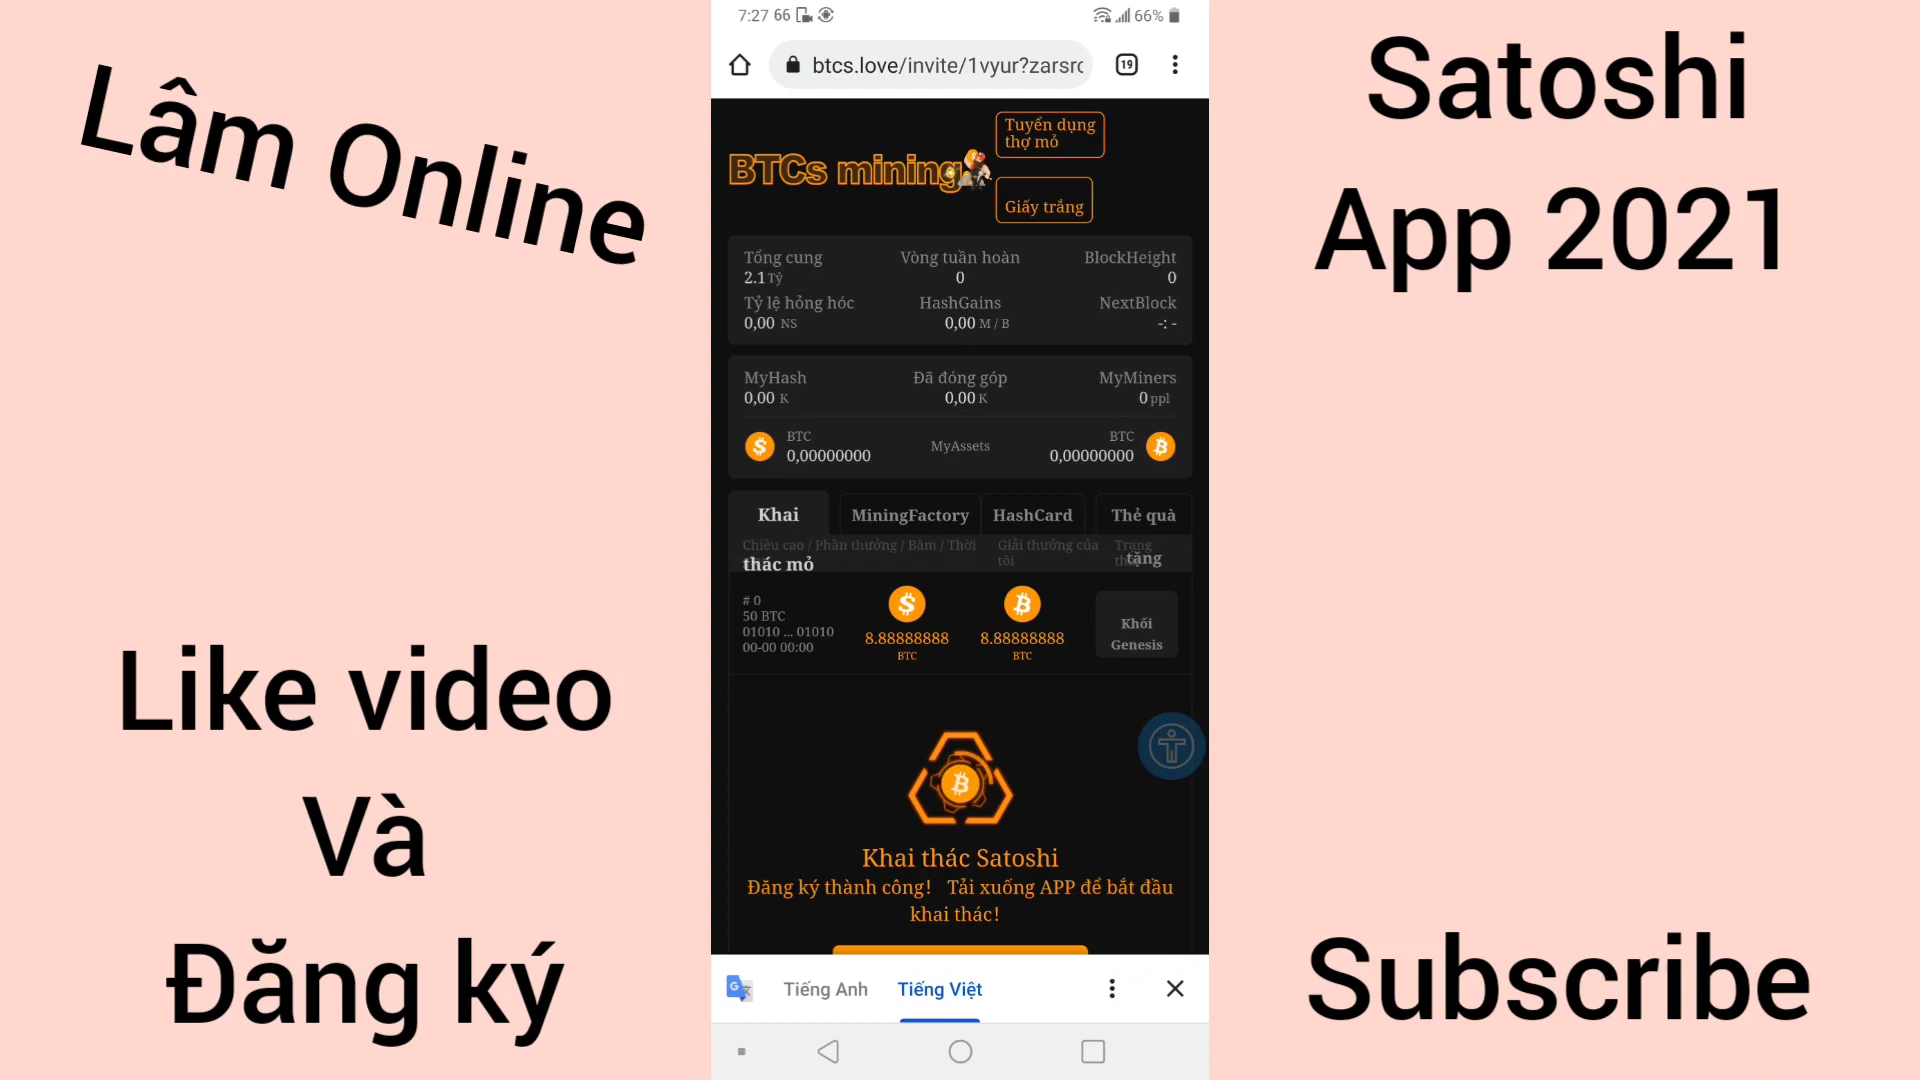 Lâm Online
Like video
Và
Đăng ký
7:27 66 66%
btcs.love/invite/1vyur?zarsrc
19
BTCs mining
Tuyển dụng
thợ mỏ
Giấy trắng
Tổng cung Vòng tuần hoàn BlockHeight
2.1 Tỷ 0 0
Tỷ lệ hỏng hóc HashGains NextBlock
0,00 NS 0,00 M / B -: -
MyHash Đã đóng góp MyMiners
0,00 K 0,00 K 0 ppl
BTC MyAssets BTC
0,00000000 0,00000000
Khai MiningFactory HashCard Thẻ quà
Chiều cao / Phần thưởng / Băm / Thời Giải thưởng của Trạng
thác mỏ tôi tặng
# 0
50 BTC
01010 ... 01010
00-00 00:00
8.88888888 8.88888888
BTC BTC
Khối
Genesis
Khai thác Satoshi
Đăng ký thành công! Tải xuống APP để bắt đầu
khai thác!
Tiếng Anh Tiếng Việt
Satoshi
App 2021
Subscribe